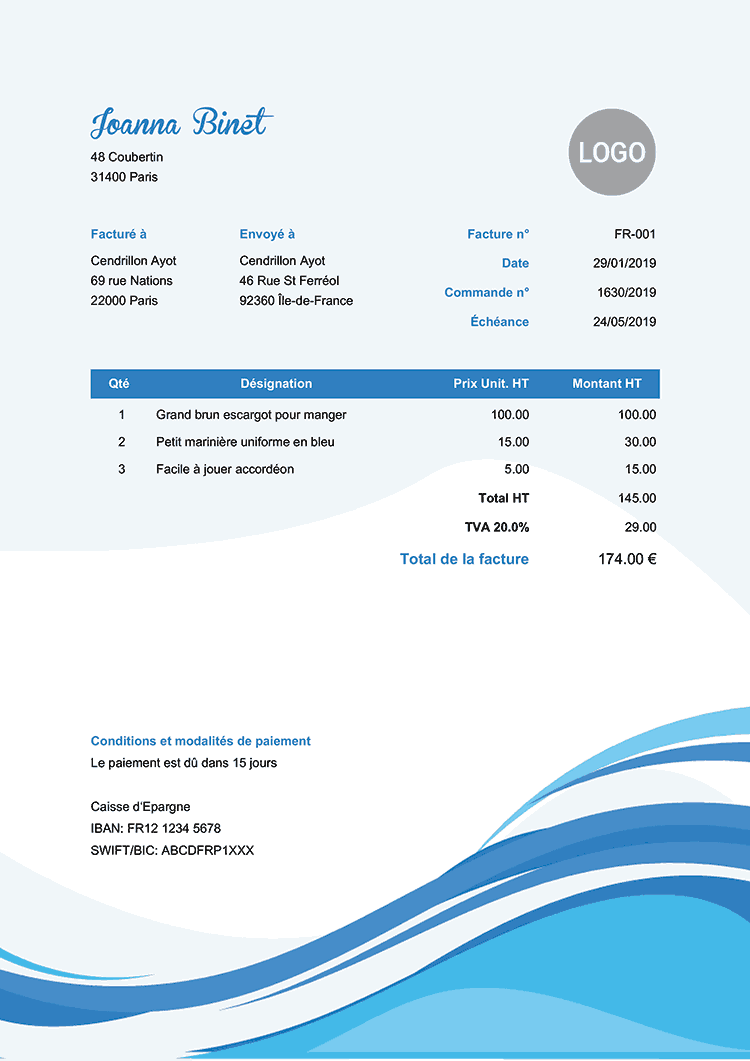 Joanna Binet
48 Coubertin
31400 Paris
LOGO
Facturé à
Cendrillon Ayot
69 rue Nations
22000 Paris
Envoyé à
Cendrillon Ayot
46 Rue St Ferréol
92360 Île-de-France
Facture n° FR-001
Date 29/01/2019
Commande n° 1630/2019
Échéance 24/05/2019
Qté Désignation Prix Unit. HT Montant HT
1 Grand brun escargot pour manger 100.00 100.00
2 Petit marinière uniforme en bleu 15.00 30.00
3 Facile à jouer accordéon 5.00 15.00
Total HT 145.00
TVA 20.0% 29.00
Total de la facture 174.00 €
Conditions et modalités de paiement
Le paiement est dû dans 15 jours
Caisse d'Epargne
IBAN: FR12 1234 5678
SWIFT/BIC: ABCDFRP1XXX